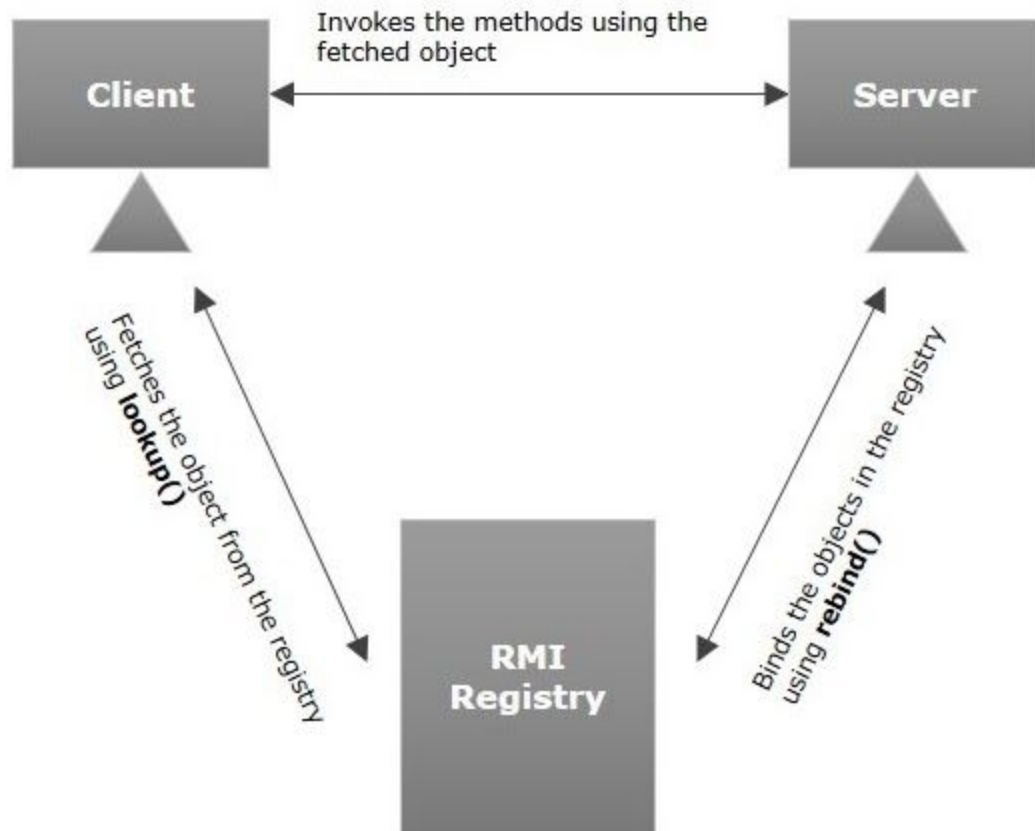 Invokes the methods using the
fetched object
Client
Server
Fetches the object from the registry
using lookup()
Binds the objects in the registry
using rebind()
RMI
Registry